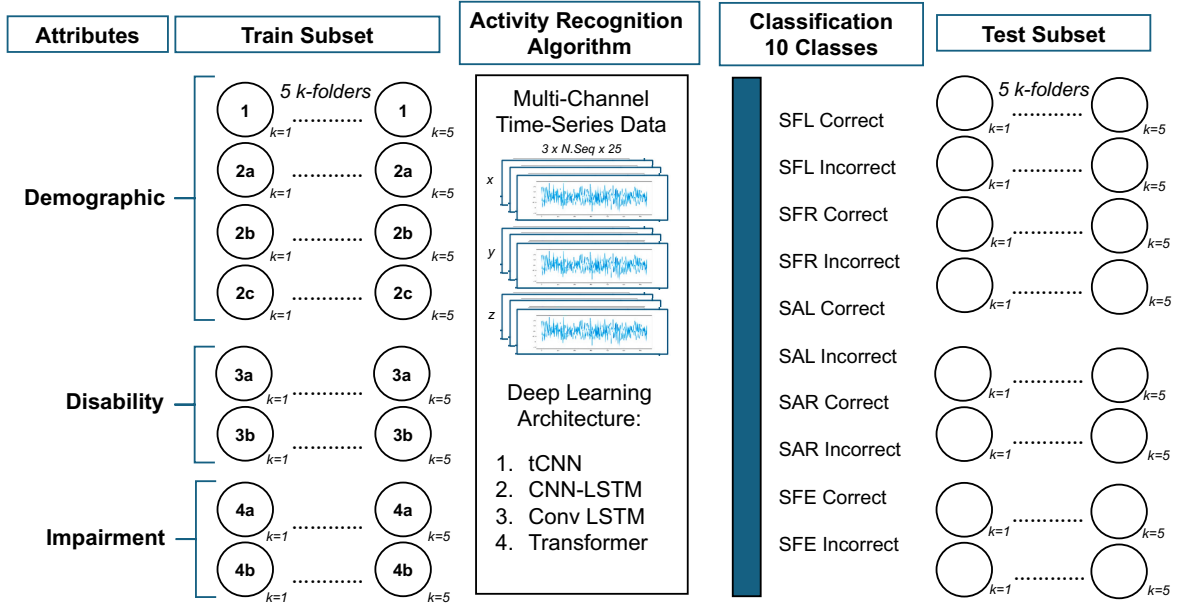 Attributes
Train Subset
Activity Recognition
Algorithm
Classification
10 Classes
Test Subset
Demographic
Disability
Impairment
5 k-folders
1 k=1 ............ 1 k=5
2a k=1 ............ 2a k=5
2b k=1 ............ 2b k=5
2c k=1 ............ 2c k=5
3a k=1 ............ 3a k=5
3b k=1 ............ 3b k=5
4a k=1 ............ 4a k=5
4b k=1 ............ 4b k=5
Multi-Channel
Time-Series Data
3 x N.Seq x 25
x
y
z
Deep Learning
Architecture:
1. tCNN
2. CNN-LSTM
3. Conv LSTM
4. Transformer
SFL Correct
SFL Incorrect
SFR Correct
SFR Incorrect
SAL Correct
SAL Incorrect
SAR Correct
SAR Incorrect
SFE Correct
SFE Incorrect
5 k-folders
k=1 ............ k=5
k=1 ............ k=5
k=1 ............ k=5
k=1 ............ k=5
k=1 ............ k=5
k=1 ............ k=5
k=1 ............ k=5
k=1 ............ k=5